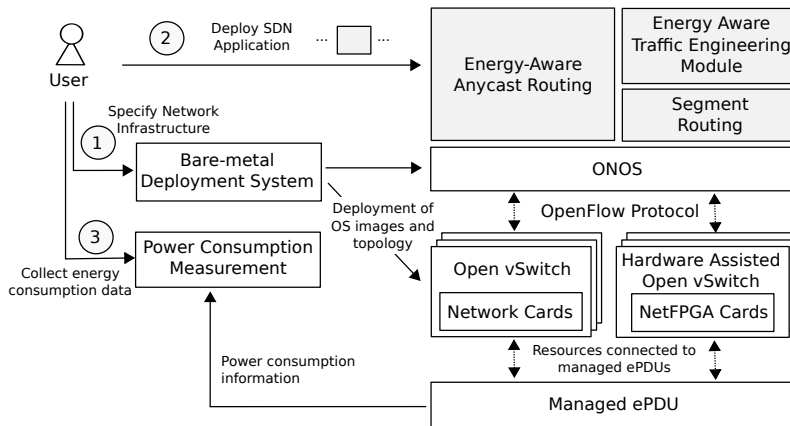 2
Deploy SDN
Application
...
...
User
Energy-Aware
Anycast Routing
Energy Aware
Traffic Engineering
Module
Segment
Routing
Specify Network
Infrastructure
1
Bare-metal
Deployment System
ONOS
Deployment of
OS images and
topology
OpenFlow Protocol
3
Collect energy
consumption data
Power Consumption
Measurement
Open vSwitch
Network Cards
Hardware Assisted
Open vSwitch
NetFPGA Cards
Power consumption
information
Resources connected to
managed ePDUs
Managed ePDU